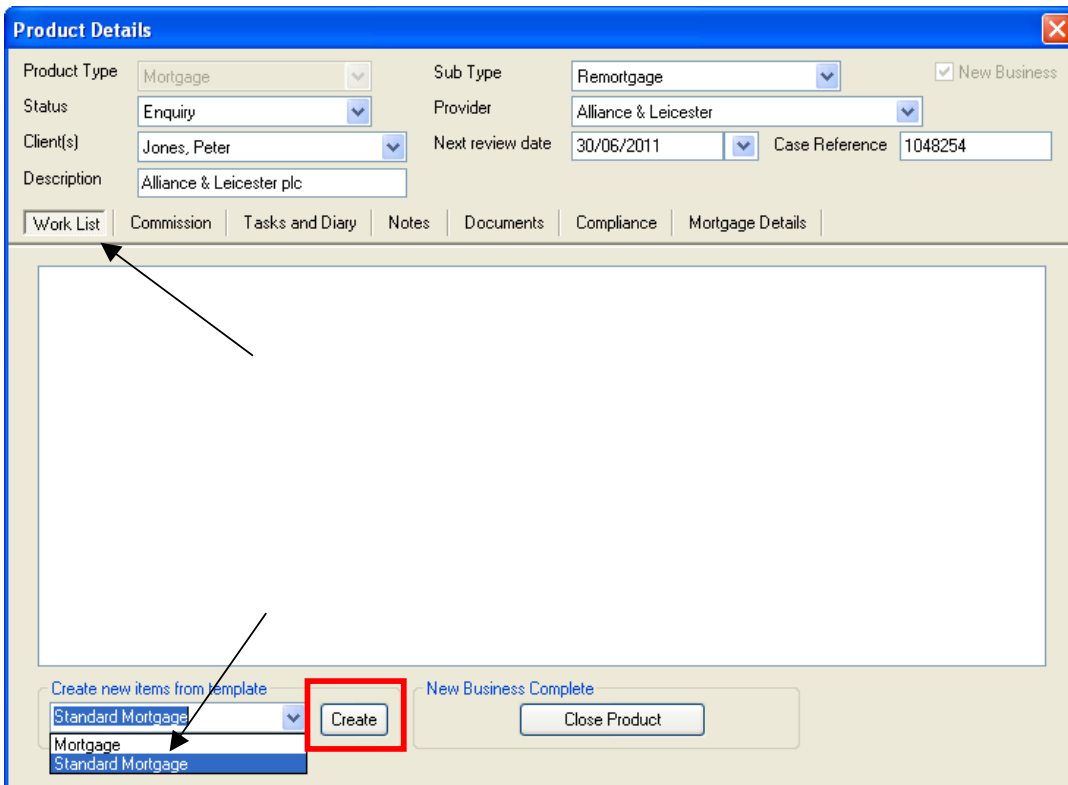 Product Details
Product Type Mortgage Sub Type Remortgage New Business
Status Enquiry Provider Alliance & Leicester
Client(s) Jones, Peter Next review date 30/06/2011 Case Reference 1048254
Description Alliance & Leicester plc
Work List Commission Tasks and Diary Notes Documents Compliance Mortgage Details
Create new items from template New Business Complete
Standard Mortgage Create Close Product
Mortgage
Standard Mortgage